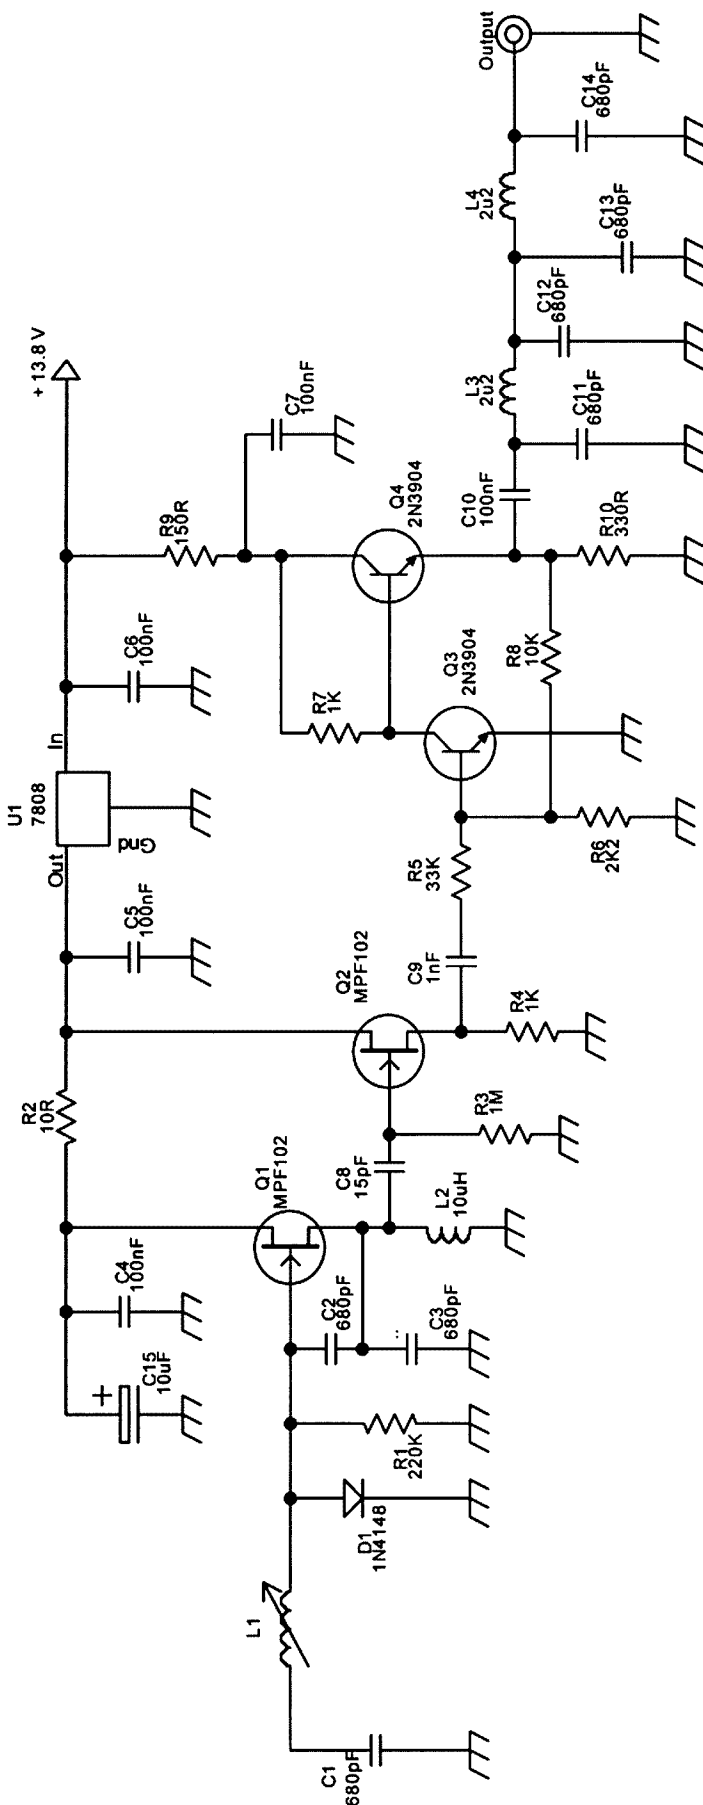 + 13.8 V
U1
7808
In
Out
Gnd
R2
10R
C5
100nF
C6
100nF
R9
150R
C7
100nF
C4
100nF
C15
10uF
+
Q1
MPF102
Q2
MPF102
R7
1K
Q4
2N3904
Q3
2N3904
L1
C1
680pF
D1
1N4148
R1
220K
C2
680pF
C3
680pF
L2
10uH
C8
15pF
R3
1M
C9
1nF
R4
1K
R5
33K
R6
2K2
R8
10K
R10
330R
C10
100nF
L3
2u2
C11
680pF
C12
680pF
L4
2u2
C13
680pF
C14
680pF
Output